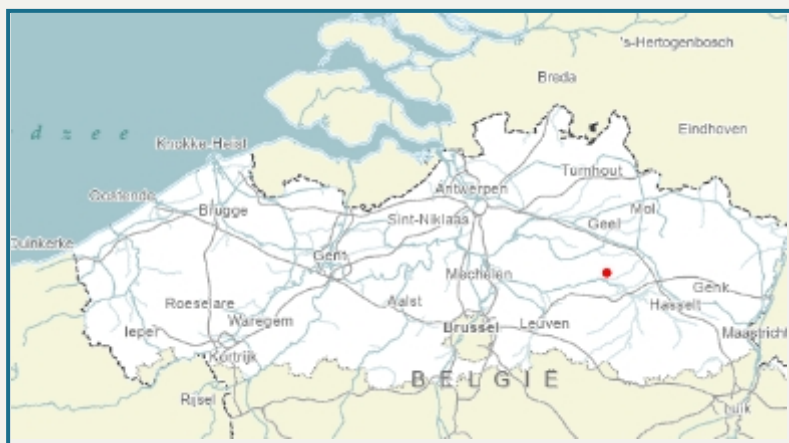 's-Hertogenbosch
Breda
d z e e
Eindhoven
Knokke-Heist
Turnhout
Antwerpen
Oostende
Mol
Brugge
Sint-Niklaas
Geel
Duinkerke
Gent
Mechelen
Genk
Roeselare
Aalst
Hasselt
Ieper
Waregem
Brussel
Leuven
Maastricht
Kortrijk
BELGIË
Rijsel
Luik